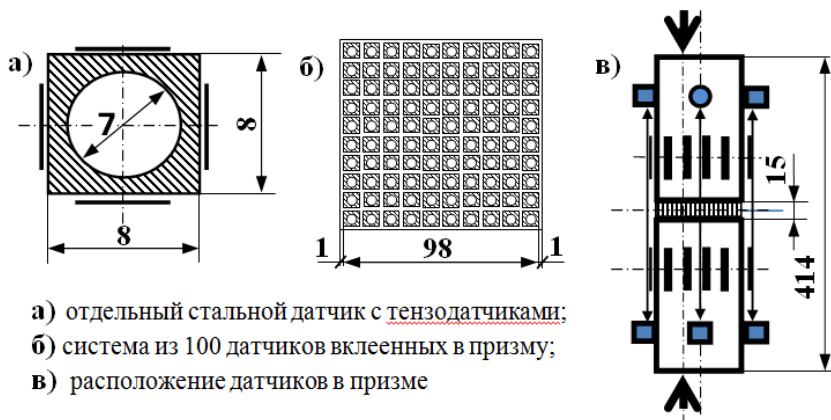 а)
7
8
8
б)
1
98
1
в)
15
414
а) отдельный стальной датчик с тензодатчиками;
б) система из 100 датчиков вклеенных в призму;
в) расположение датчиков в призме